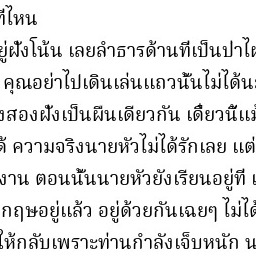 ที่ไหน
อยู่ฝั่งโน้น เลยลำธารด้านที่เป็นป่าไผ่
คุณอย่าไปเดินเล่นแถวนั้นไม่ได้นะ
สองฝั่งเป็นผืนเดียวกัน เดี๋ยวนี้แม้
ได้ ความจริงนายหัวไม่ได้รักเลย แต่
งาน ตอนนั้นนายหัวยังเรียนอยู่ที่
กฤษอยู่แล้ว อยู่ด้วยกันเฉยๆ ไม่ได้
ให้กลับเพราะท่านกำลังเจ็บหนัก น